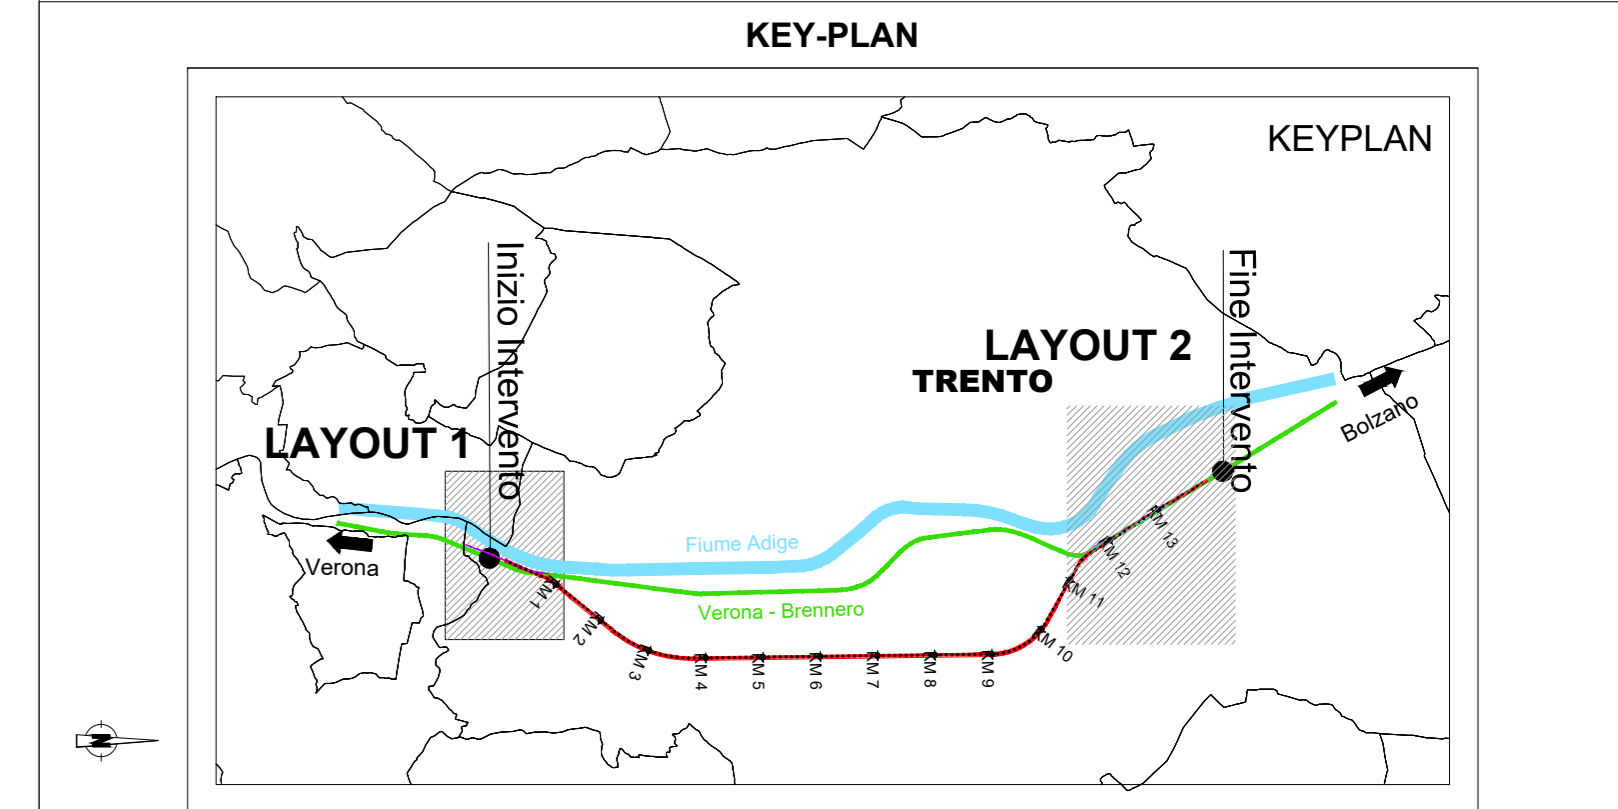 KEY-PLAN
KEYPLAN
Inizio Intervento
Fine Intervento
LAYOUT 2
TRENTO
LAYOUT 1
Bolzano
Verona
Fiume Adige
Verona - Brennero
KM 1
KM 2
KM 3
KM 4
KM 5
KM 6
KM 7
KM 8
KM 9
KM 10
KM 11
KM 12
KM 13
N